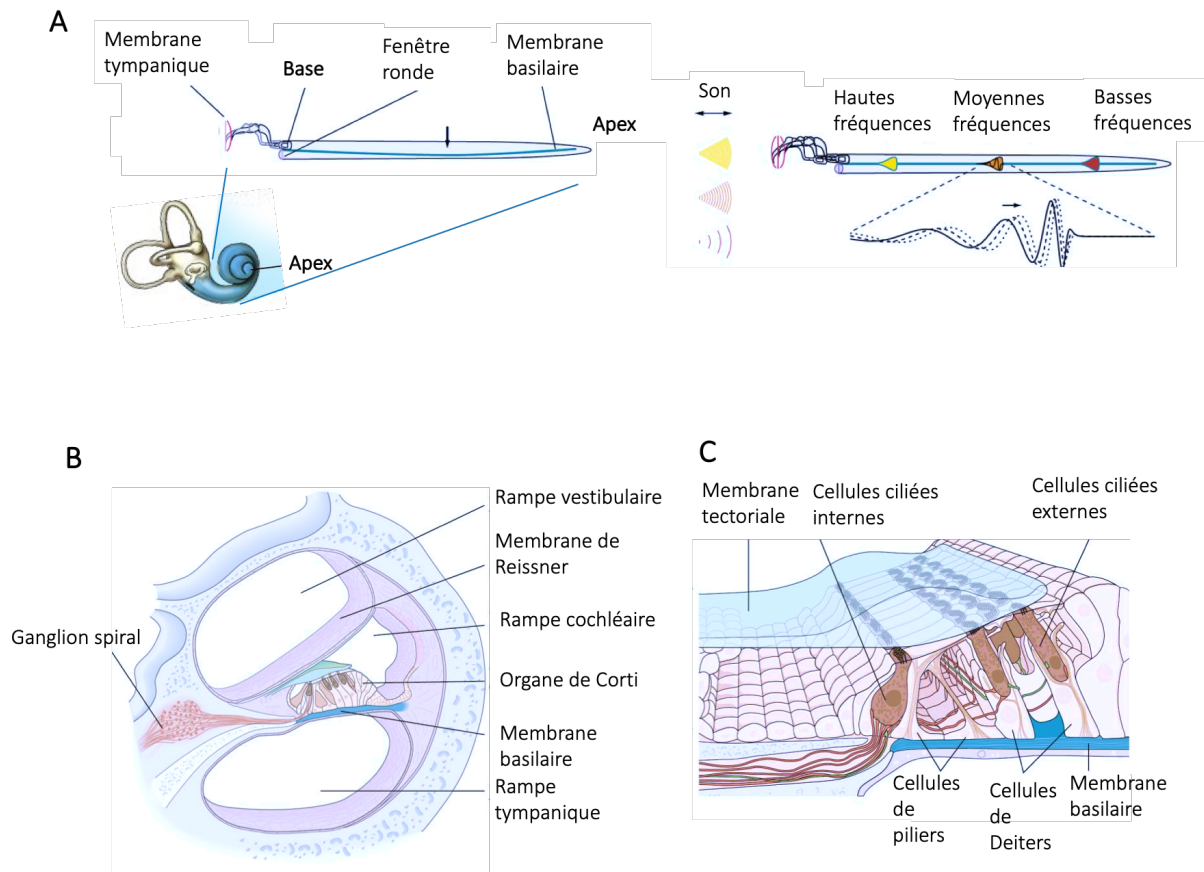 A
Membrane
tympanique
Base
Fenêtre
ronde
Membrane
basilaire
Apex
Apex
Son
Hautes
fréquences
Moyennes
fréquences
Basses
fréquences
B
Rampe vestibulaire
Membrane de
Reissner
Rampe cochléaire
Ganglion spiral
Organe de Corti
Membrane
basilaire
Rampe
tympanique
C
Membrane
tectoriale
Cellules ciliées
internes
Cellules ciliées
externes
Cellules
de
piliers
Cellules
de
Deiters
Membrane
basilaire